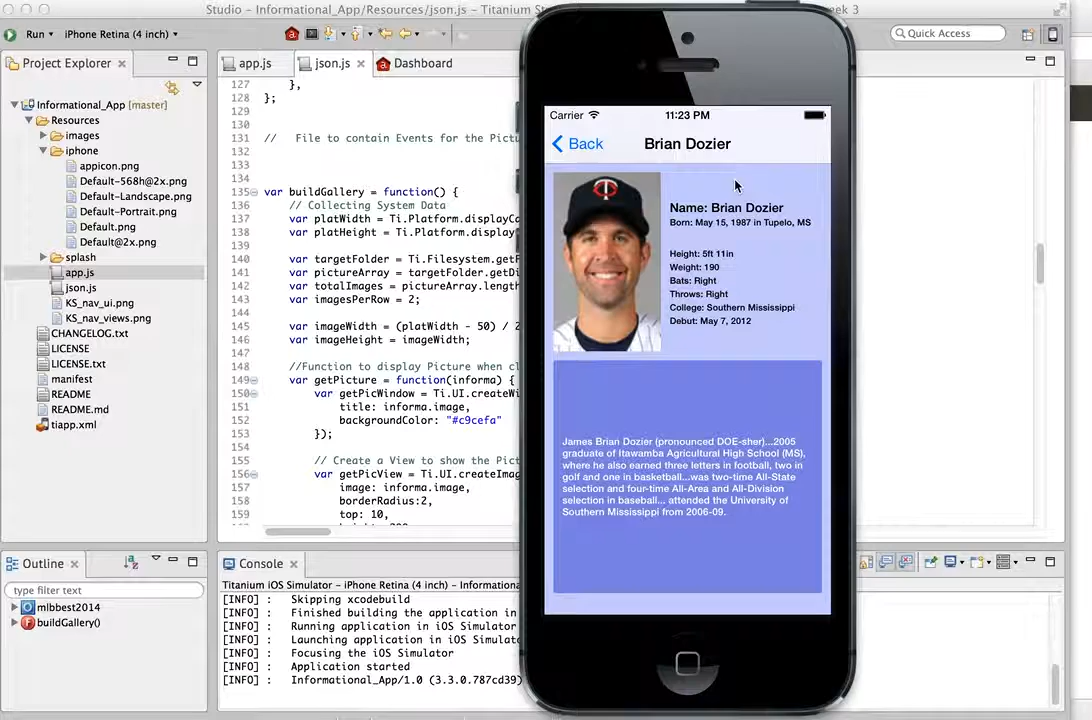 Studio - Informational_App/Resources/json.js - Titanium St
ek 3
Run
iPhone Retina (4 inch)
Quick Access
Project Explorer
app.js
json.js
Dashboard
Informational_App [master]
Resources
images
iphone
appicon.png
Default-568h@2x.png
Default-Landscape.png
Default-Portrait.png
Default.png
Default@2x.png
splash
app.js
json.js
KS_nav_ui.png
KS_nav_views.png
CHANGELOG.txt
LICENSE
LICENSE.txt
manifest
README
README.md
tiapp.xml
127 },
128 };
129
130
131 // File to contain Events for the Pictu
132
133
134
135 var buildGallery = function() {
136 // Collecting System Data
137 var platWidth = Ti.Platform.displayCa
138 var platHeight = Ti.Platform.display
139
140 var targetFolder = Ti.Filesystem.getF
141 var pictureArray = targetFolder.getDi
142 var totalImages = pictureArray.length
143 var imagesPerRow = 2;
144
145 var imageWidth = (platWidth - 50) / 2
146 var imageHeight = imageWidth;
147
148 //Function to display Picture when cl
149 var getPicture = function(informa) {
150 var getPicWindow = Ti.UI.createWi
151 title: informa.image,
152 backgroundColor: "#c9cefa"
153 });
154
155 // Create a View to show the Pict
156 var getPicView = Ti.UI.createImag
157 image: informa.image,
158 borderRadius:2,
159 top: 10,
Carrier
11:23 PM
Back
Brian Dozier
Name: Brian Dozier
Born: May 15, 1987 in Tupelo, MS
Height: 5ft 11in
Weight: 190
Bats: Right
Throws: Right
College: Southern Mississippi
Debut: May 7, 2012
James Brian Dozier (pronounced DOE-sher)...2005
graduate of Itawamba Agricultural High School (MS),
where he also earned three letters in football, two in
golf and one in basketball...was two-time All-State
selection and four-time All-Area and All-Division
selection in baseball... attended the University of
Southern Mississippi from 2006-09.
Outline
type filter text
mlbbest2014
buildGallery()
Console
Titanium iOS Simulator - iPhone Retina (4 inch) - Informationa
[INFO] : Skipping xcodebuild
[INFO] : Finished building the application in
[INFO] : Running application in iOS Simulator
[INFO] : Launching application in iOS Simulato
[INFO] : Focusing the iOS Simulator
[INFO] : Application started
[INFO] : Informational_App/1.0 (3.3.0.787cd39)